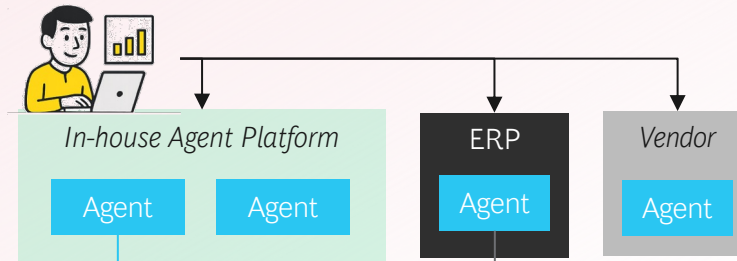 In-house Agent Platform
ERP
Vendor
Agent
Agent
Agent
Agent